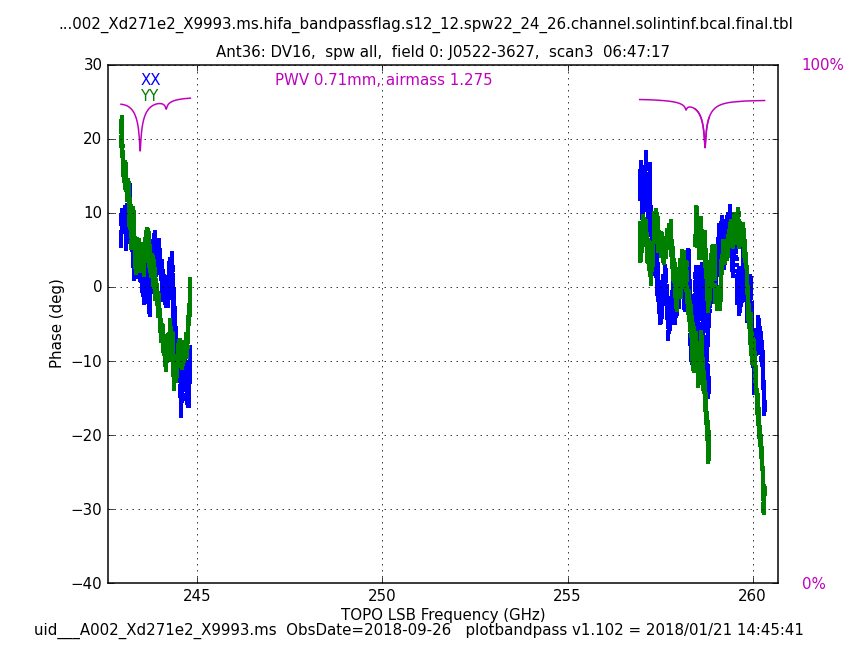 ...002_Xd271e2_X9993.ms.hifa_bandpassflag.s12_12.spw22_24_26.channel.solintinf.bcal.final.tbl
Ant36: DV16,  spw all,  field 0: J0522-3627,  scan3  06:47:17
30
XX
PWV 0.71mm, airmass 1.275
100%
YY
20
10
0
Phase (deg)
−10
−20
−30
−40
0%
245
250
255
260
TOPO LSB Frequency (GHz)
uid___A002_Xd271e2_X9993.ms  ObsDate=2018-09-26   plotbandpass v1.102 = 2018/01/21 14:45:41